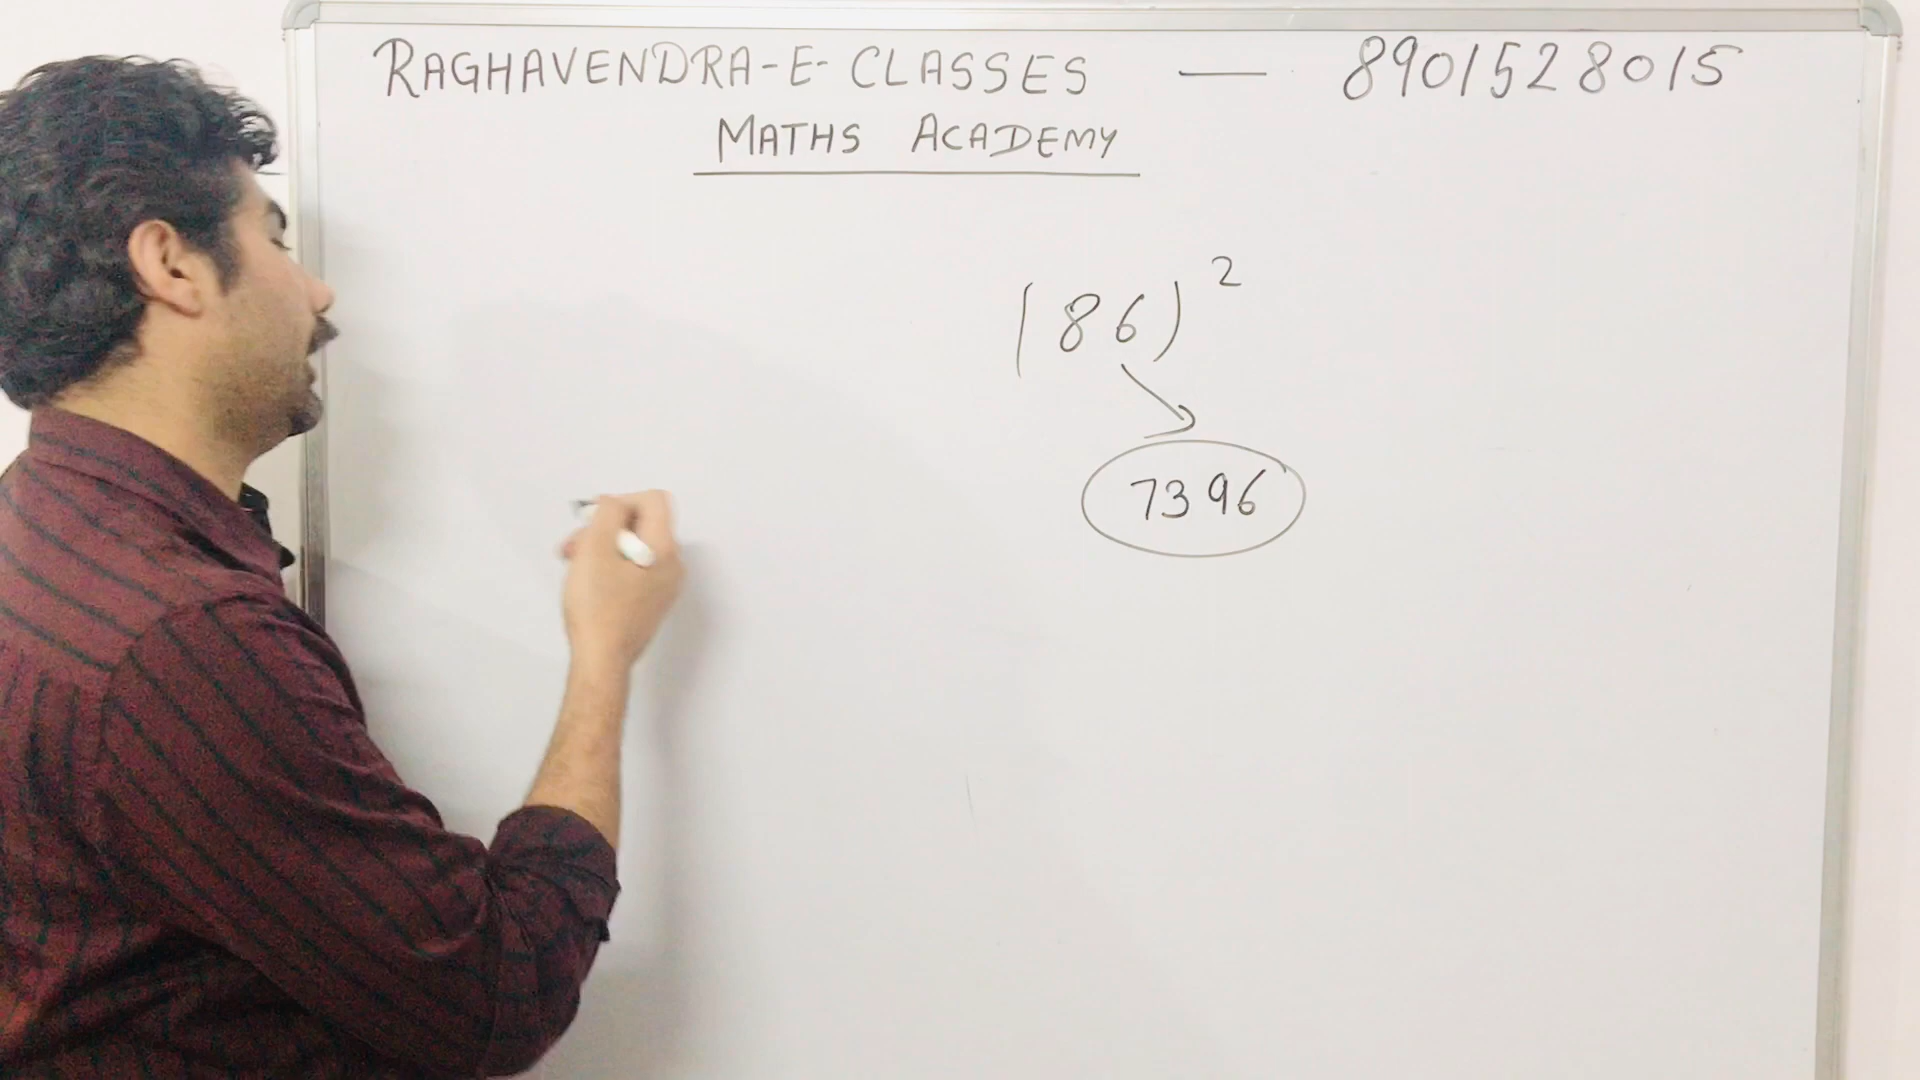 RAGHAVENDRA-E-CLASSES — 8901528015
MATHS ACADEMY
(86)²
7396